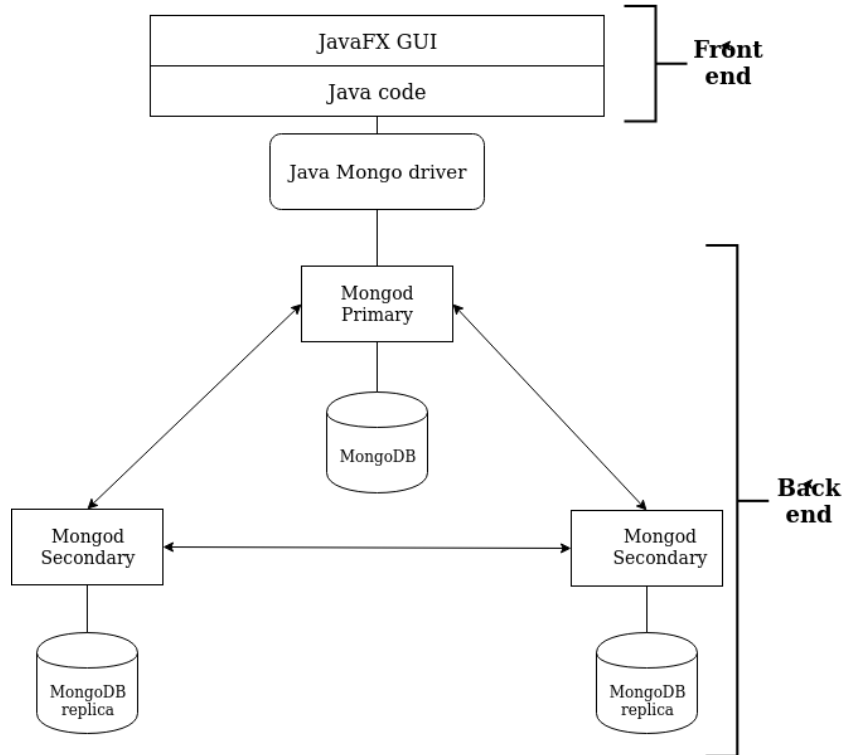 JavaFX GUI
Java code
Front
end
Java Mongo driver
Mongod
Primary
MongoDB
Back
end
Mongod
Secondary
Mongod
Secondary
MongoDB
replica
MongoDB
replica